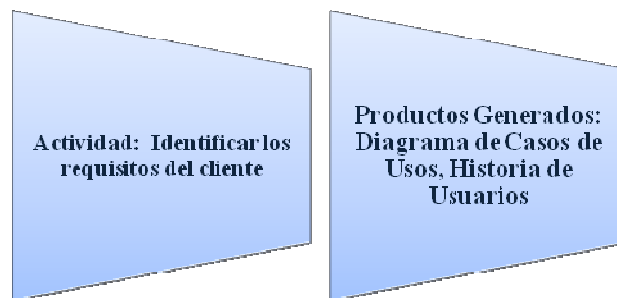 Actividad: Identificar los
requisitos del cliente
Productos Generados:
Diagrama de Casos de
Usos, Historia de
Usuarios